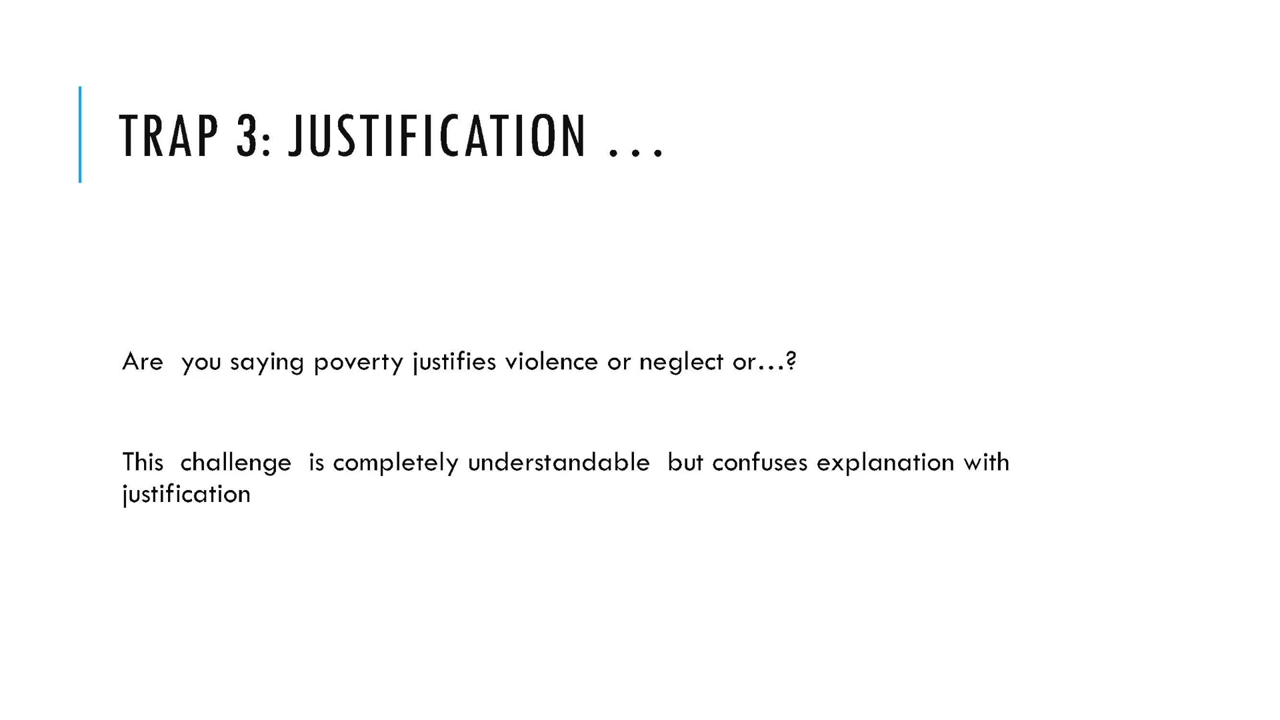 TRAP 3: JUSTIFICATION ...
Are you saying poverty justifies violence or neglect or...?
This challenge is completely understandable but confuses explanation with
justification